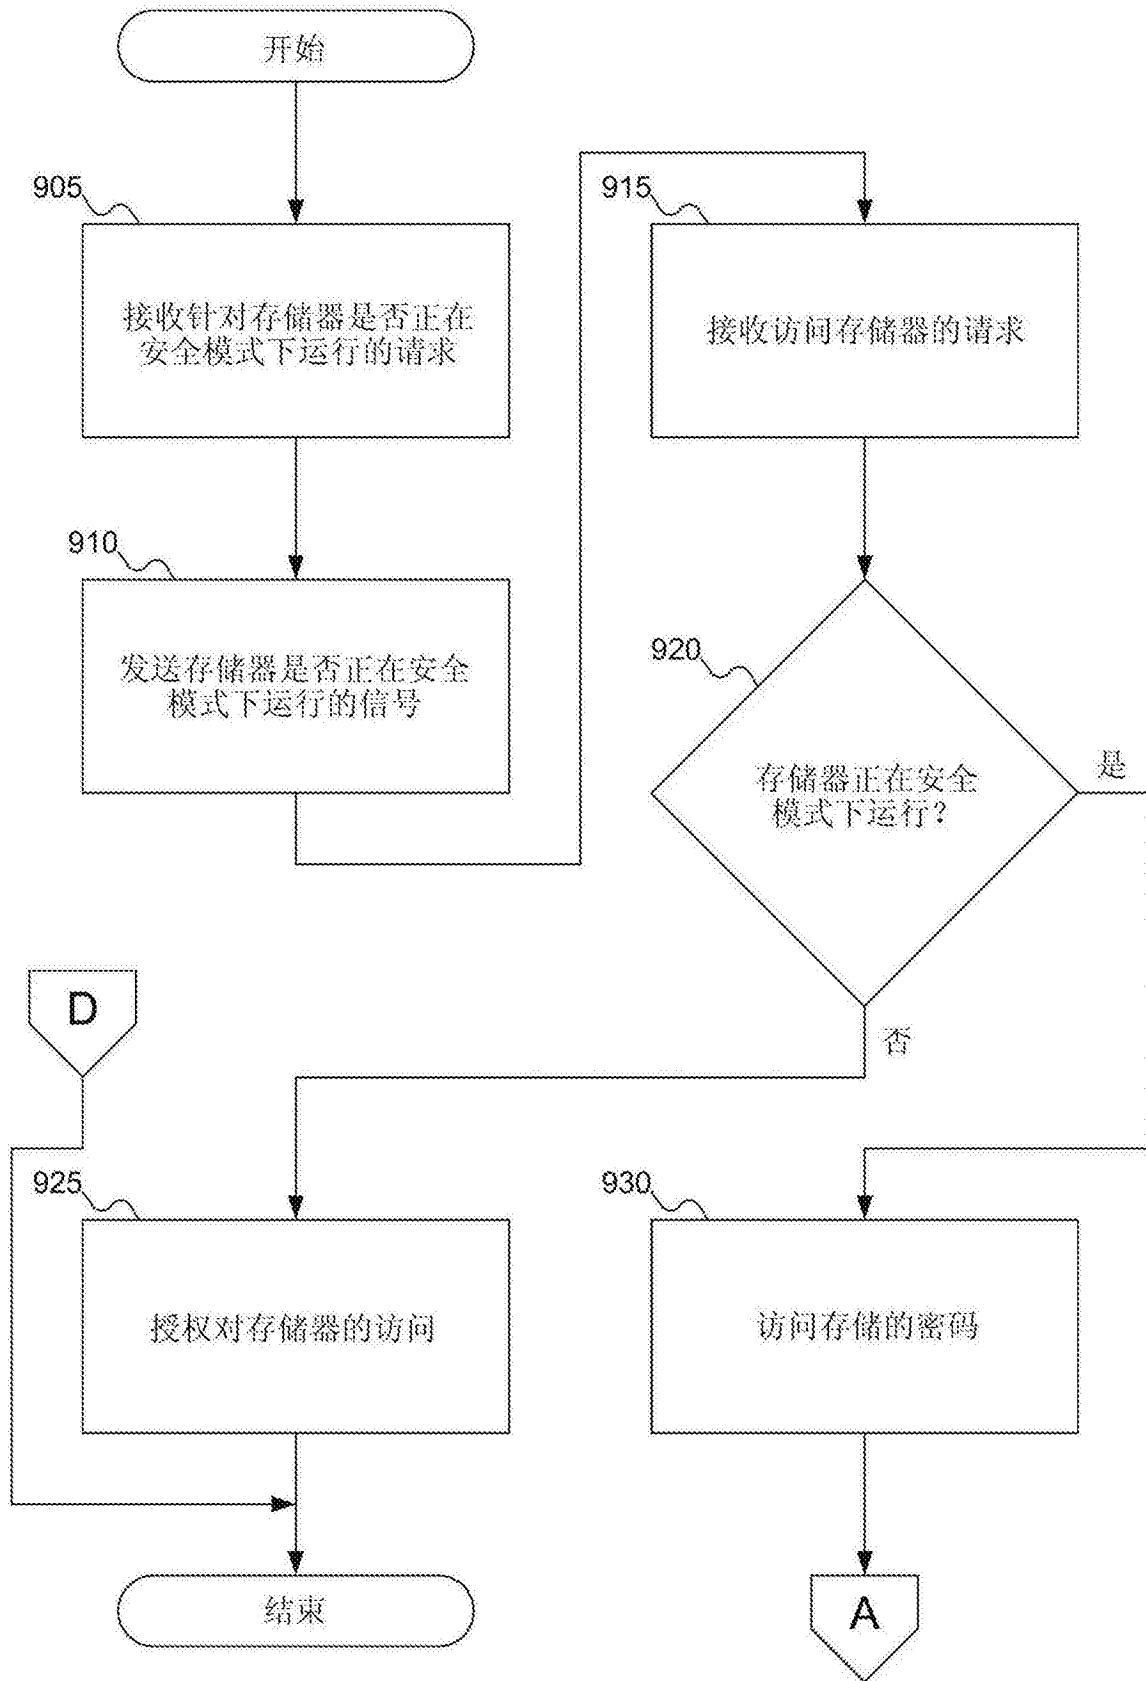 开始
905
接收针对存储器是否正在
安全模式下运行的请求
910
发送存储器是否正在安全
模式下运行的信号
915
接收访问存储器的请求
920
存储器正在安全
模式下运行?
是
否
D
925
授权对存储器的访问
结束
930
访问存储的密码
A